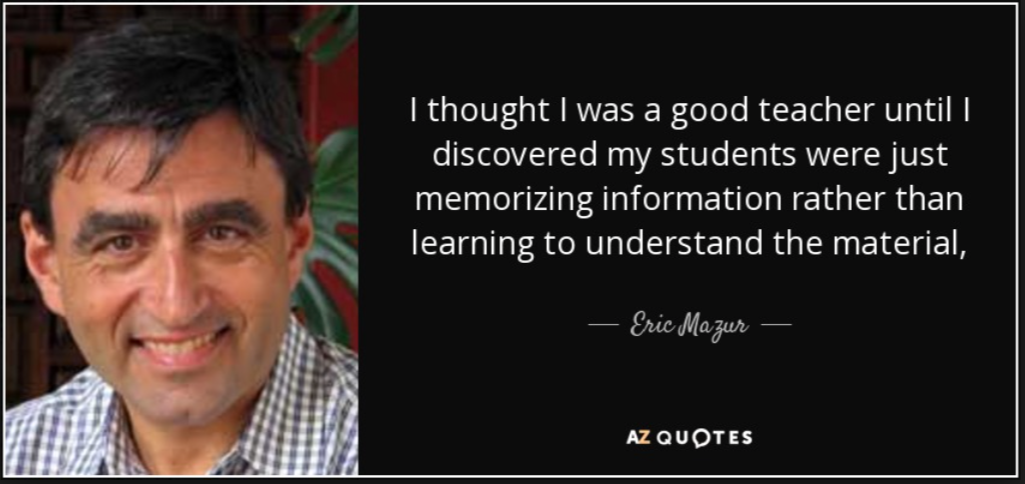 I thought I was a good teacher until I
discovered my students were just
memorizing information rather than
learning to understand the material,
Eric Mazur
AZ QUOTES